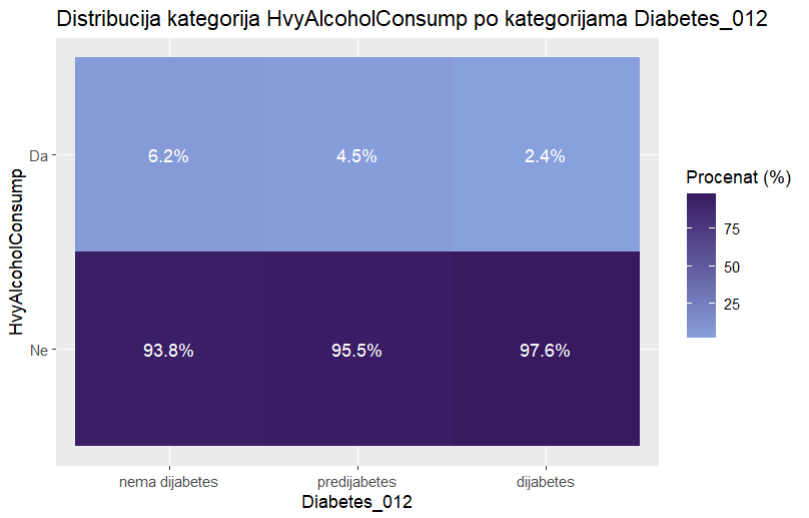 Distribucija kategorija HvyAlcoholConsump po kategorijama Diabetes_012
HvyAlcoholConsump
Da
6.2%
4.5%
2.4%
Ne
93.8%
95.5%
97.6%
nema dijabetes
predijabetes
dijabetes
Diabetes_012
Procenat (%)
75
50
25